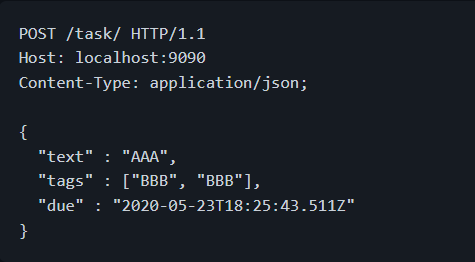 POST /task/ HTTP/1.1
Host: localhost:9090
Content-Type: application/json;

{
  "text" : "AAA",
  "tags" : ["BBB", "BBB"],
  "due" : "2020-05-23T18:25:43.511Z"
}